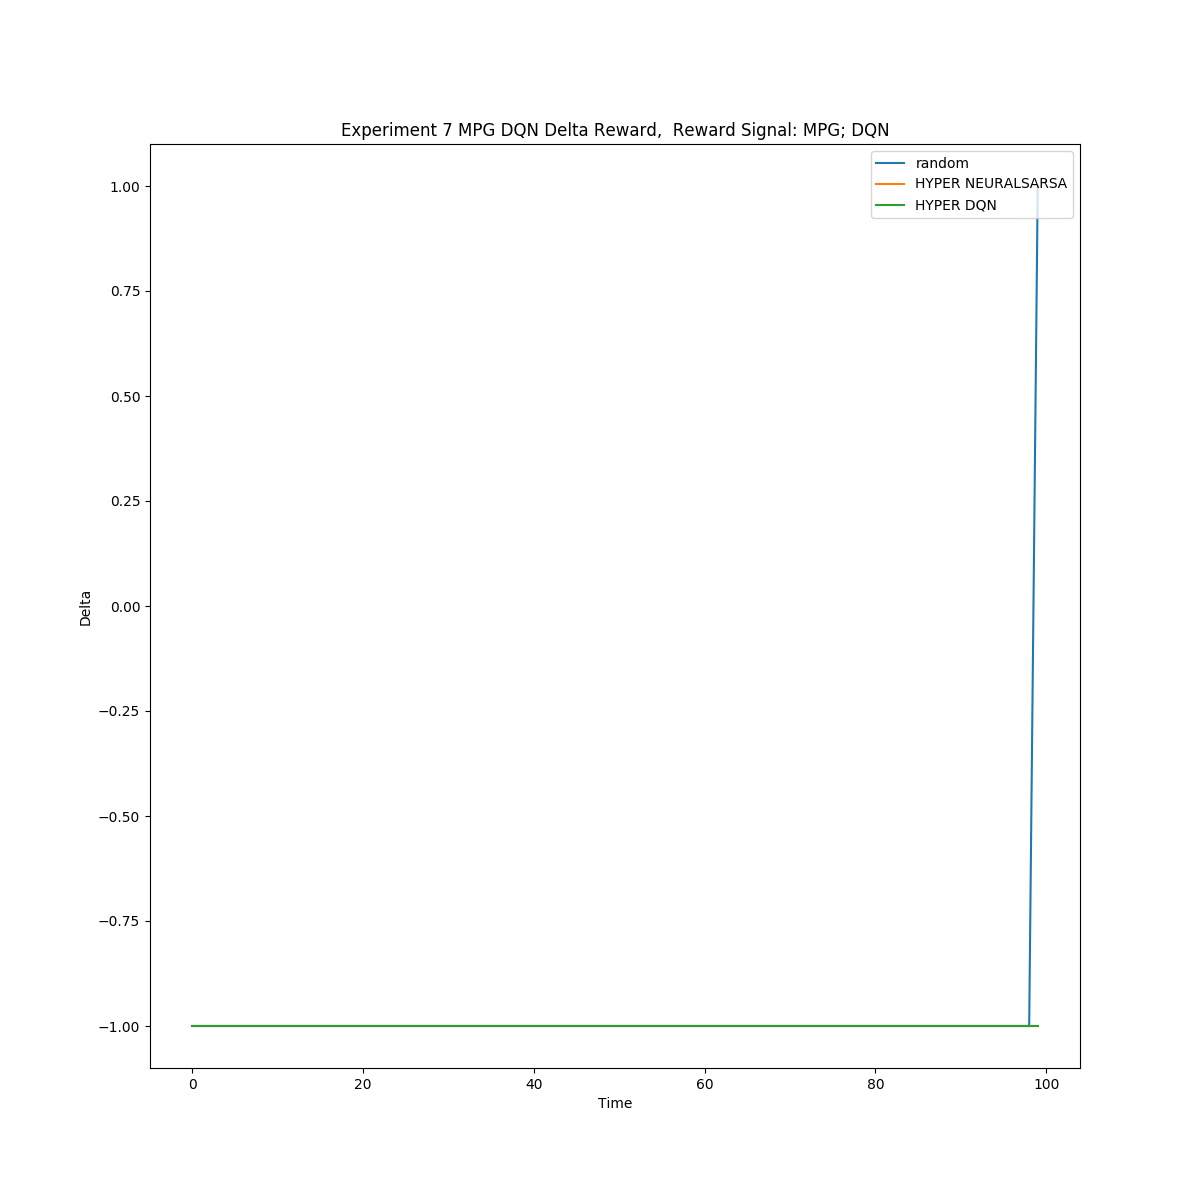 Experiment 7 MPG DQN Delta Reward,  Reward Signal: MPG; DQN
random
HYPER NEURALSARSA
HYPER DQN
1.00
0.75
0.50
0.25
0.00
−0.25
−0.50
−0.75
−1.00
Delta
0 20 40 60 80 100
Time